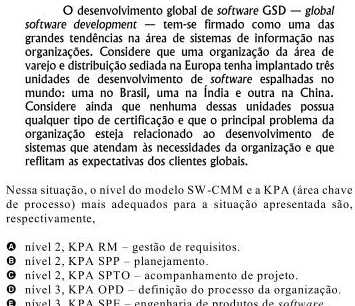 O desenvolvimento global de software GSD — global
software development — tem-se firmado como uma das
grandes tendências na área de sistemas de informação nas
organizações. Considere que uma organização da área de
varejo e distribuição sediada na Europa tenha implantado três
unidades de desenvolvimento de software espalhadas no
mundo: uma no Brasil, uma na Índia e outra na China.
Considere ainda que nenhuma dessas unidades possua
qualquer tipo de certificação e que o principal problema da
organização esteja relacionado ao desenvolvimento de
sistemas que atendam às necessidades da organização e que
reflitam as expectativas dos clientes globais.
Nessa situação, o nível do modelo SW-CMM e a KPA (área chave
de processo) mais adequados para a situação apresentada são,
respectivamente,
A nível 2, KPA RM – gestão de requisitos.
B nível 2, KPA SPP – planejamento.
C nível 2, KPA SPTO – acompanhamento de projeto.
D nível 3, KPA OPD – definição do processo da organização.
E nível 3, KPA SPE – engenharia de produtos de software.